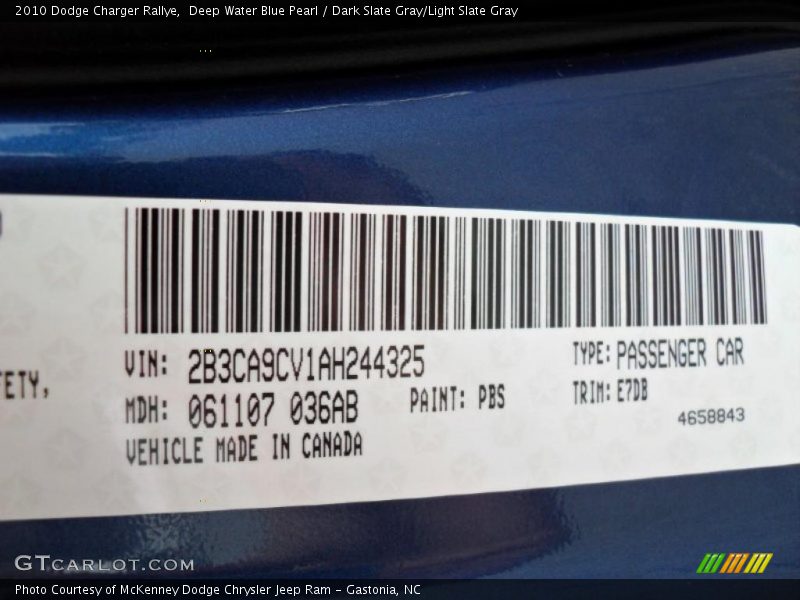 2010 Dodge Charger Rallye,  Deep Water Blue Pearl / Dark Slate Gray/Light Slate Gray
VIN: 2B3CA9CV1AH244325
TYPE: PASSENGER CAR
ETY,
MDH: 061107 036AB
PAINT: PBS
TRIM: E7DB
4658843
VEHICLE MADE IN CANADA
GTCARLOT.COM
Photo Courtesy of McKenney Dodge Chrysler Jeep Ram - Gastonia, NC